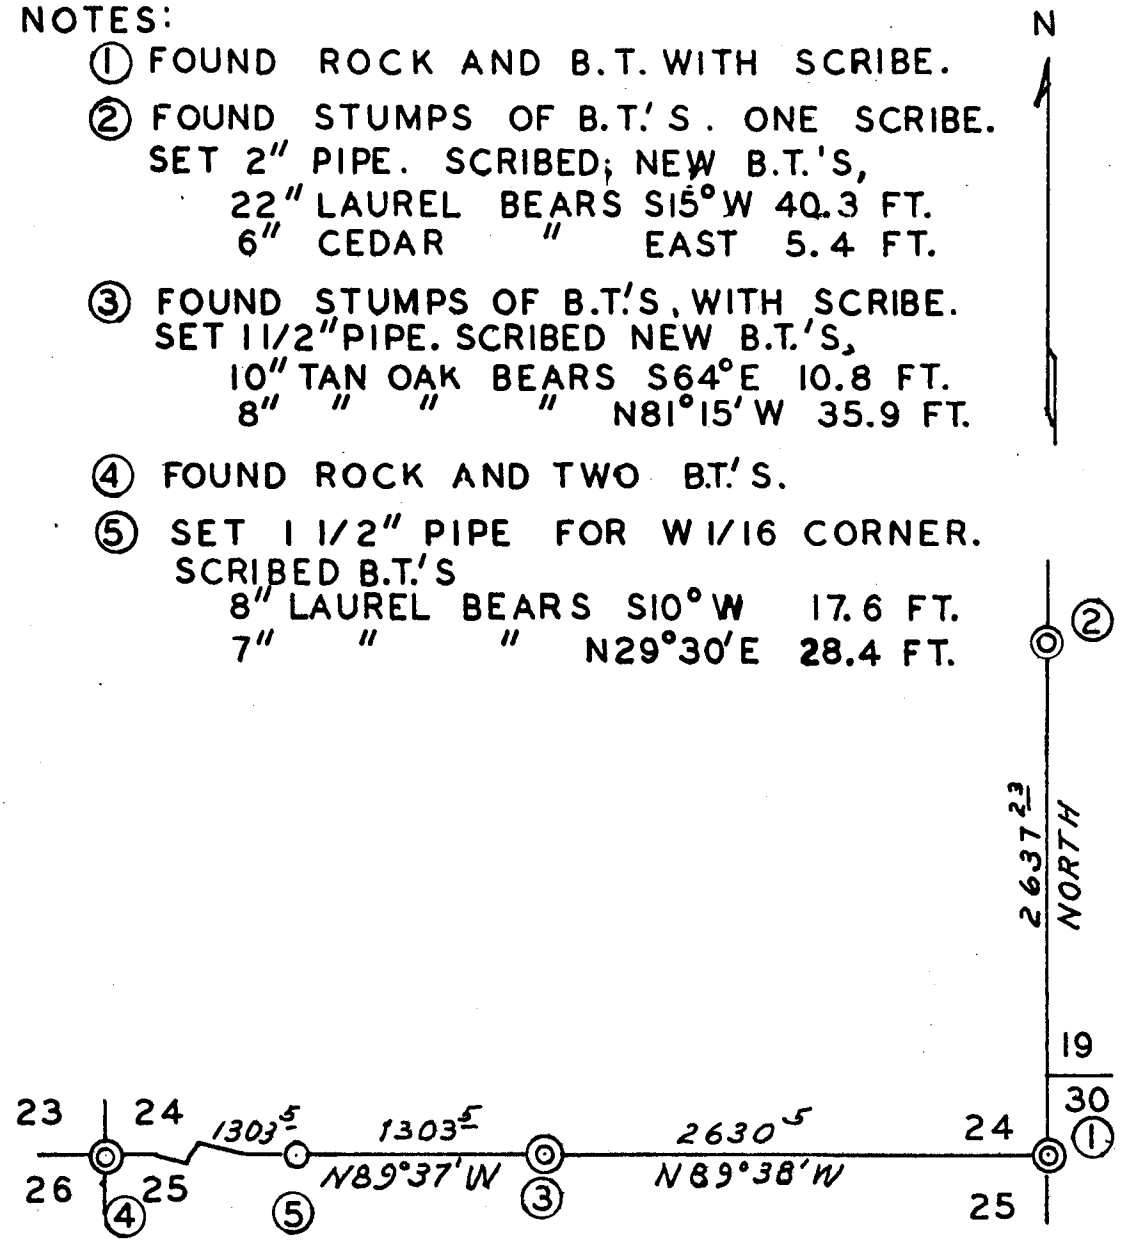 NOTES:
N
① FOUND ROCK AND B.T. WITH SCRIBE.
② FOUND STUMPS OF B.T.'S. ONE SCRIBE.
SET 2" PIPE. SCRIBED; NEW B.T.'S,
22" LAUREL BEARS S15°W 40.3 FT.
6" CEDAR " EAST 5.4 FT.
③ FOUND STUMPS OF B.T.'S, WITH SCRIBE.
SET 1 1/2" PIPE. SCRIBED NEW B.T.'S,
10" TAN OAK BEARS S64°E 10.8 FT.
8" " " " N81°15'W 35.9 FT.
④ FOUND ROCK AND TWO B.T.'S.
⑤ SET 1 1/2" PIPE FOR W 1/16 CORNER.
SCRIBED B.T.'S
8" LAUREL BEARS S10°W 17.6 FT.
7" " " N29°30'E 28.4 FT.
②
2637 23
NORTH
19
30
23 24 1303 5 1303 5 2630 5 24 ①
26 25 N89°37'W N89°38'W 25
④ ⑤ ③